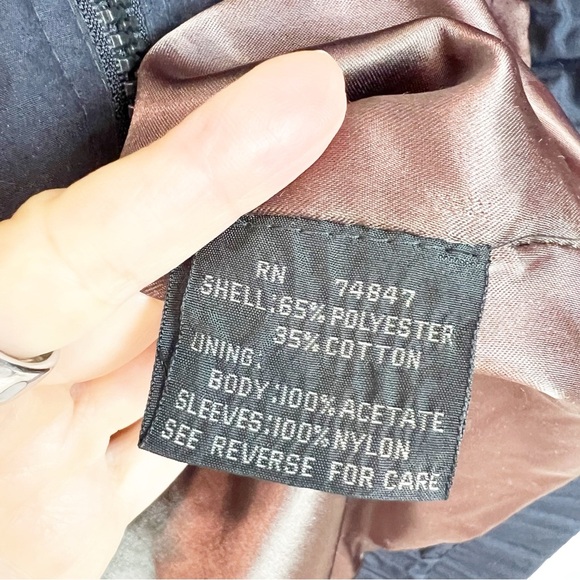 RN 74847
SHELL:65% POLYESTER
35% COTTON
LINING:
BODY:100% ACETATE
SLEEVES:100% NYLON
SEE REVERSE FOR CARE